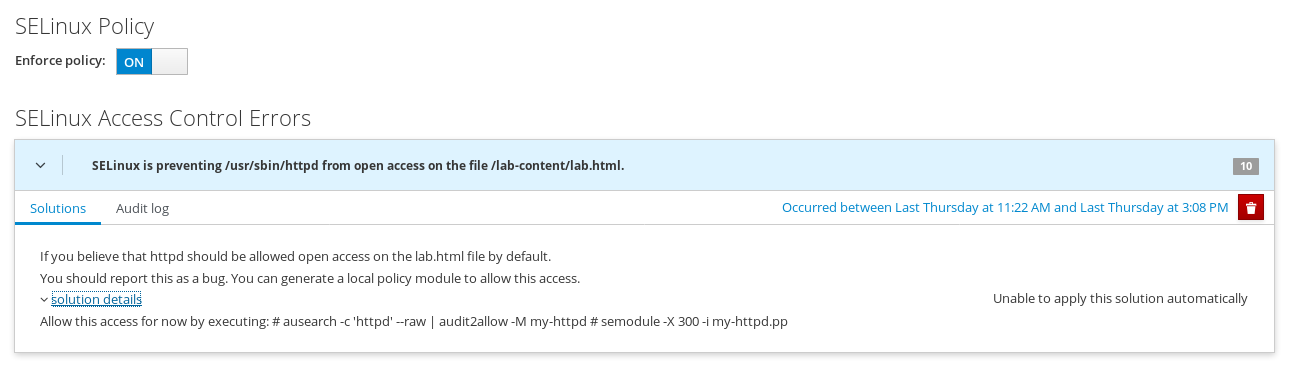 SELinux Policy
Enforce policy: ON
SELinux Access Control Errors
SELinux is preventing /usr/sbin/httpd from open access on the file /lab-content/lab.html. 10
Solutions Audit log Occurred between Last Thursday at 11:22 AM and Last Thursday at 3:08 PM
If you believe that httpd should be allowed open access on the lab.html file by default.
You should report this as a bug. You can generate a local policy module to allow this access.
solution details Unable to apply this solution automatically
Allow this access for now by executing: # ausearch -c 'httpd' --raw | audit2allow -M my-httpd # semodule -X 300 -i my-httpd.pp